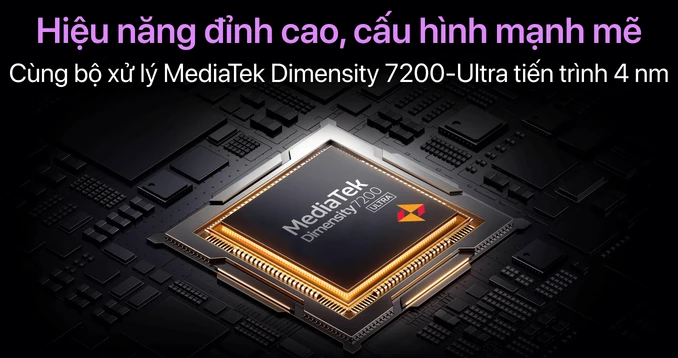 Hiệu năng đỉnh cao, cấu hình mạnh mẽ
Cùng bộ xử lý MediaTek Dimensity 7200-Ultra tiến trình 4 nm
MediaTek
Dimensity 7200
ULTRA